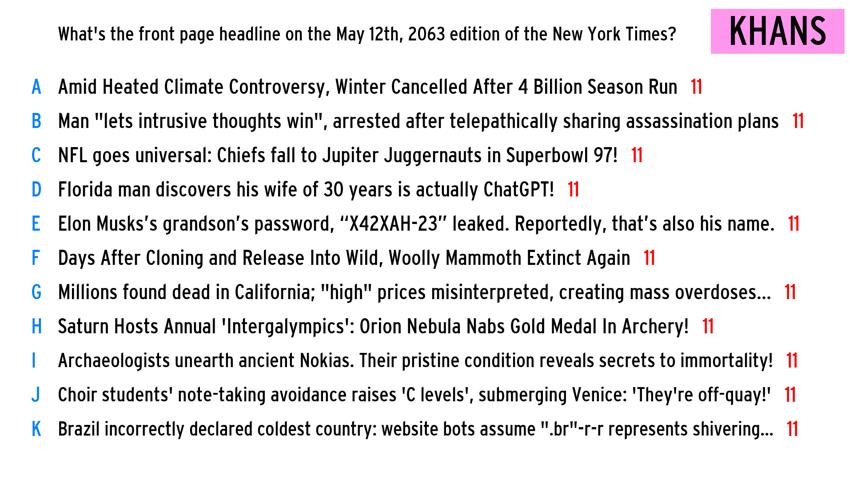 What's the front page headline on the May 12th, 2063 edition of the New York Times?
KHANS
A Amid Heated Climate Controversy, Winter Cancelled After 4 Billion Season Run 11
B Man "lets intrusive thoughts win", arrested after telepathically sharing assassination plans 11
C NFL goes universal: Chiefs fall to Jupiter Juggernauts in Superbowl 97! 11
D Florida man discovers his wife of 30 years is actually ChatGPT! 11
E Elon Musks’s grandson’s password, “X42XAH-23” leaked. Reportedly, that’s also his name. 11
F Days After Cloning and Release Into Wild, Woolly Mammoth Extinct Again 11
G Millions found dead in California; "high" prices misinterpreted, creating mass overdoses... 11
H Saturn Hosts Annual 'Intergalympics': Orion Nebula Nabs Gold Medal In Archery! 11
I Archaeologists unearth ancient Nokias. Their pristine condition reveals secrets to immortality! 11
J Choir students' note-taking avoidance raises 'C levels', submerging Venice: 'They're off-quay!' 11
K Brazil incorrectly declared coldest country: website bots assume ".br"-r-r represents shivering... 11